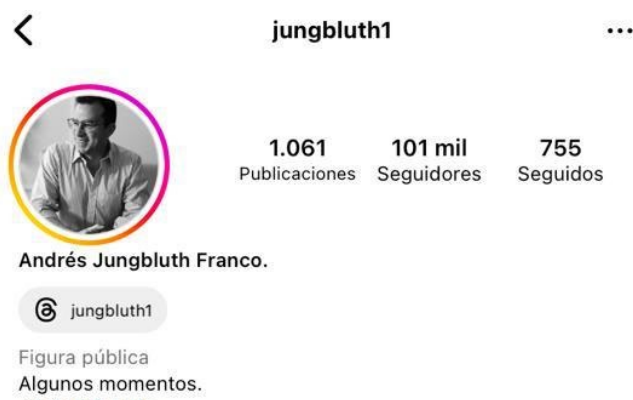 jungbluth1
1.061 101 mil 755
Publicaciones Seguidores Seguidos
Andrés Jungbluth Franco.
jungbluth1
Figura pública
Algunos momentos.